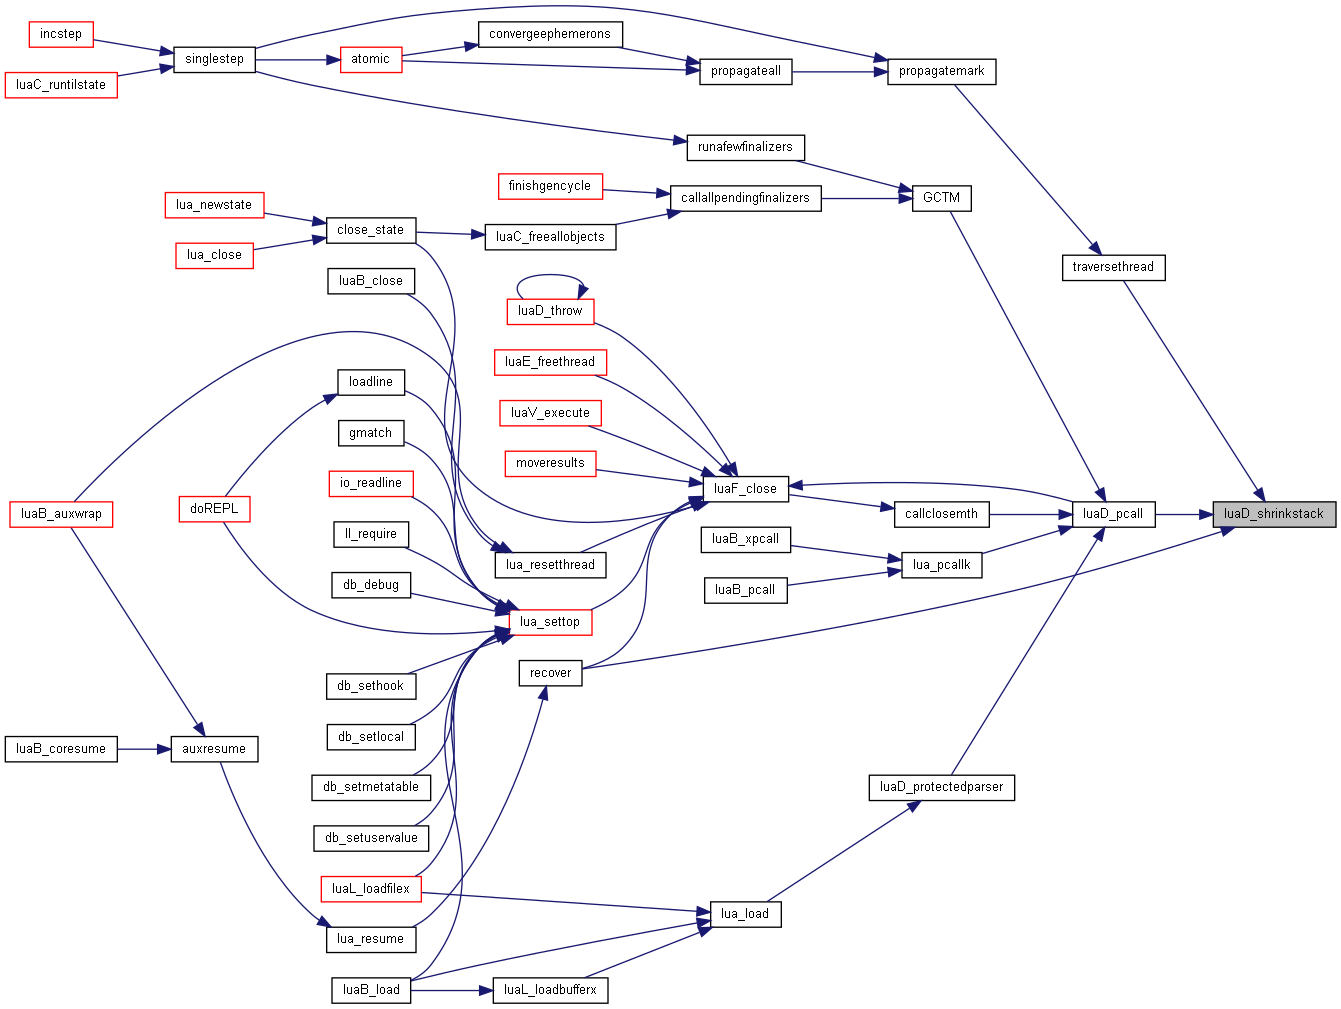 incstep
luaC_runtilstate
singlestep
atomic
convergeephemerons
propagateall
propagatemark
runafewfinalizers
finishgencycle
callallpendingfinalizers
GCTM
lua_newstate
lua_close
close_state
luaC_freeallobjects
luaB_close
traversethread
luaD_throw
luaE_freethread
loadline
luaV_execute
gmatch
moveresults
io_readline
luaF_close
luaB_auxwrap
doREPL
callclosemth
luaD_pcall
luaD_shrinkstack
ll_require
luaB_xpcall
lua_resetthread
lua_pcallk
db_debug
luaB_pcall
lua_settop
recover
db_sethook
db_setlocal
luaB_coresume
auxresume
db_setmetatable
luaD_protectedparser
db_setuservalue
luaL_loadfilex
lua_load
lua_resume
luaB_load
luaL_loadbufferx